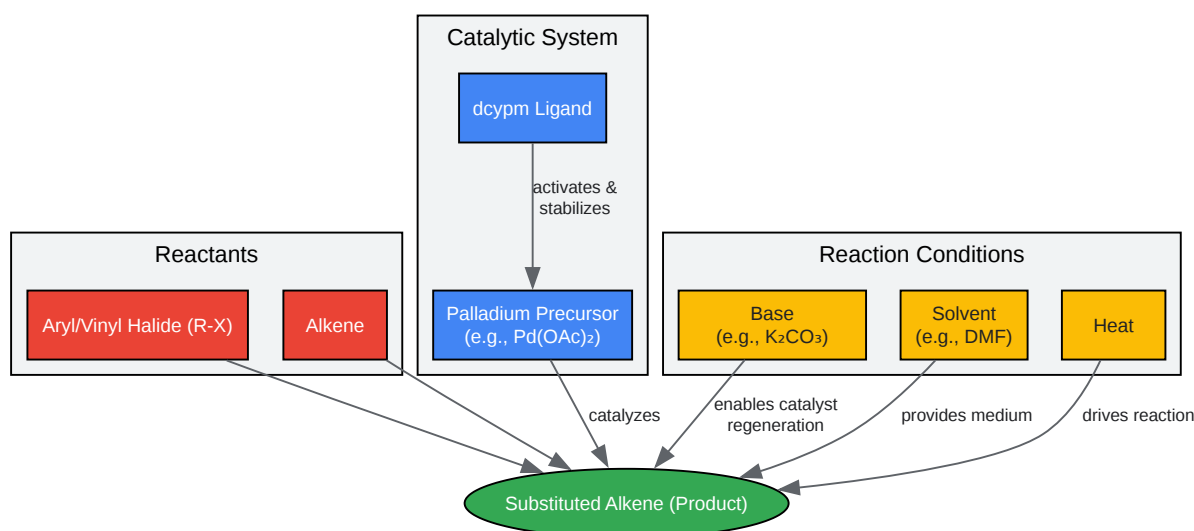 Catalytic System
dcypm Ligand
activates &
stabilizes
Reactants
Aryl/Vinyl Halide (R-X)
Alkene
Palladium Precursor
(e.g., Pd(OAc)₂)
Reaction Conditions
Base
(e.g., K₂CO₃)
Solvent
(e.g., DMF)
Heat
catalyzes
enables catalyst
regeneration
provides medium
drives reaction
Substituted Alkene (Product)